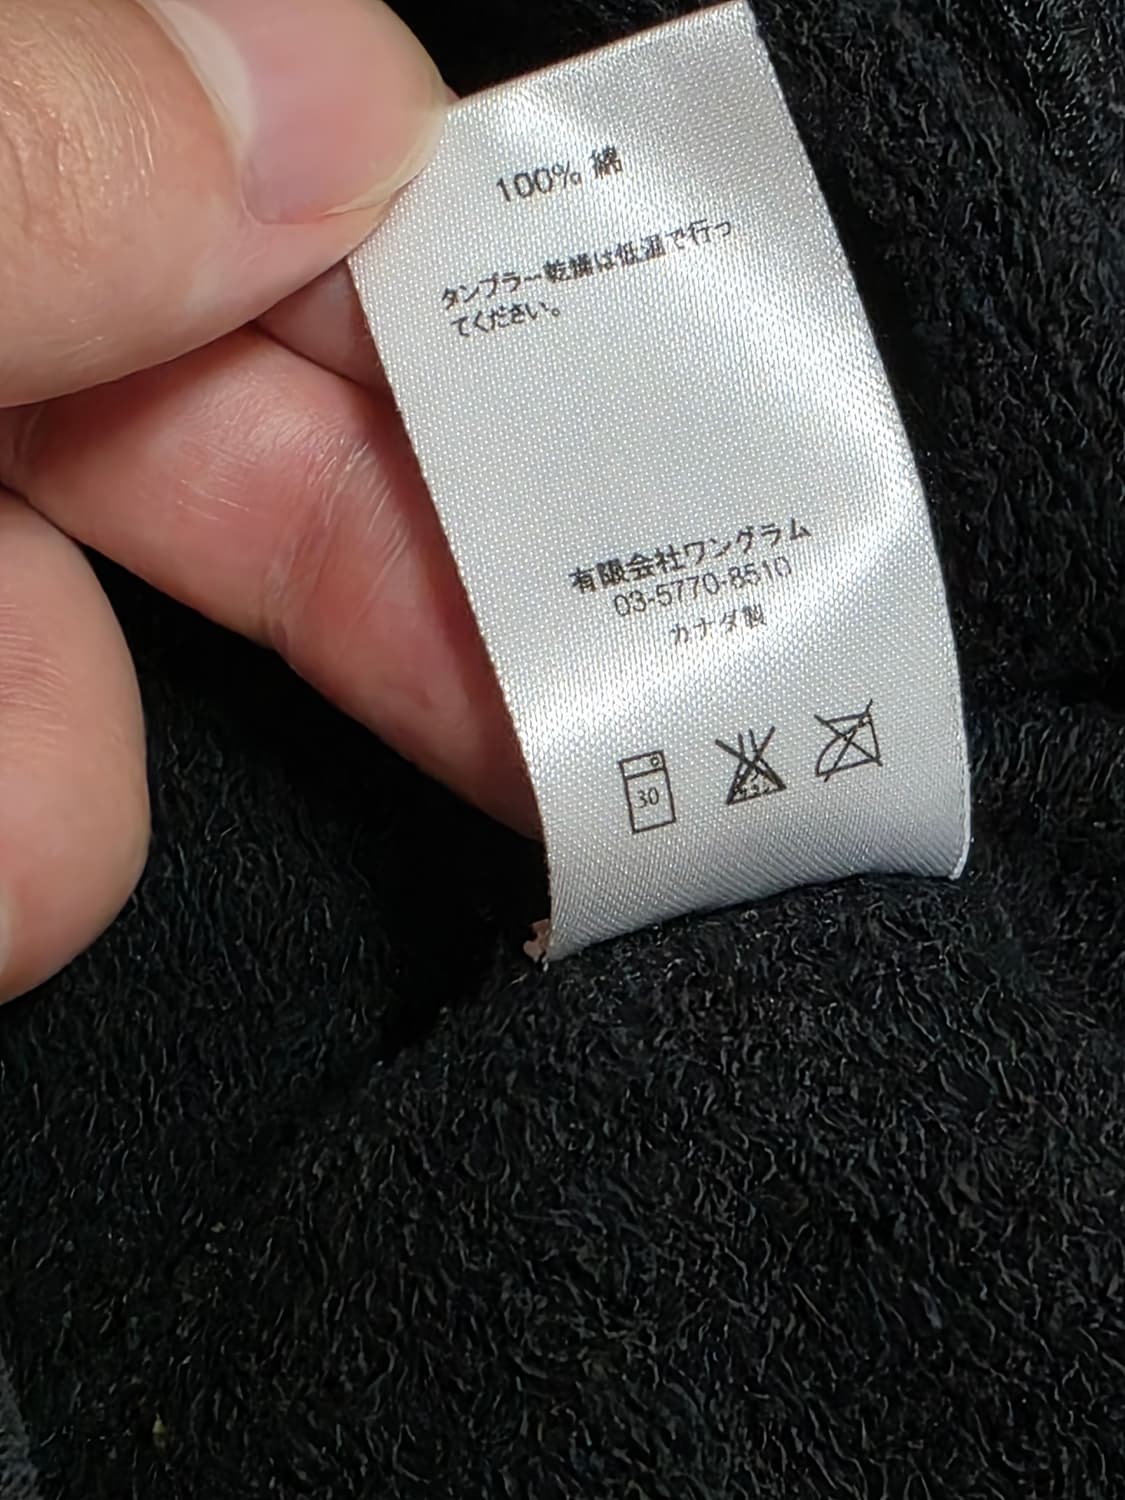 100% 綿
タンブラー乾燥は低温で行っ
てください。
有限会社ワングラム
03-5770-8510
カナダ製
30